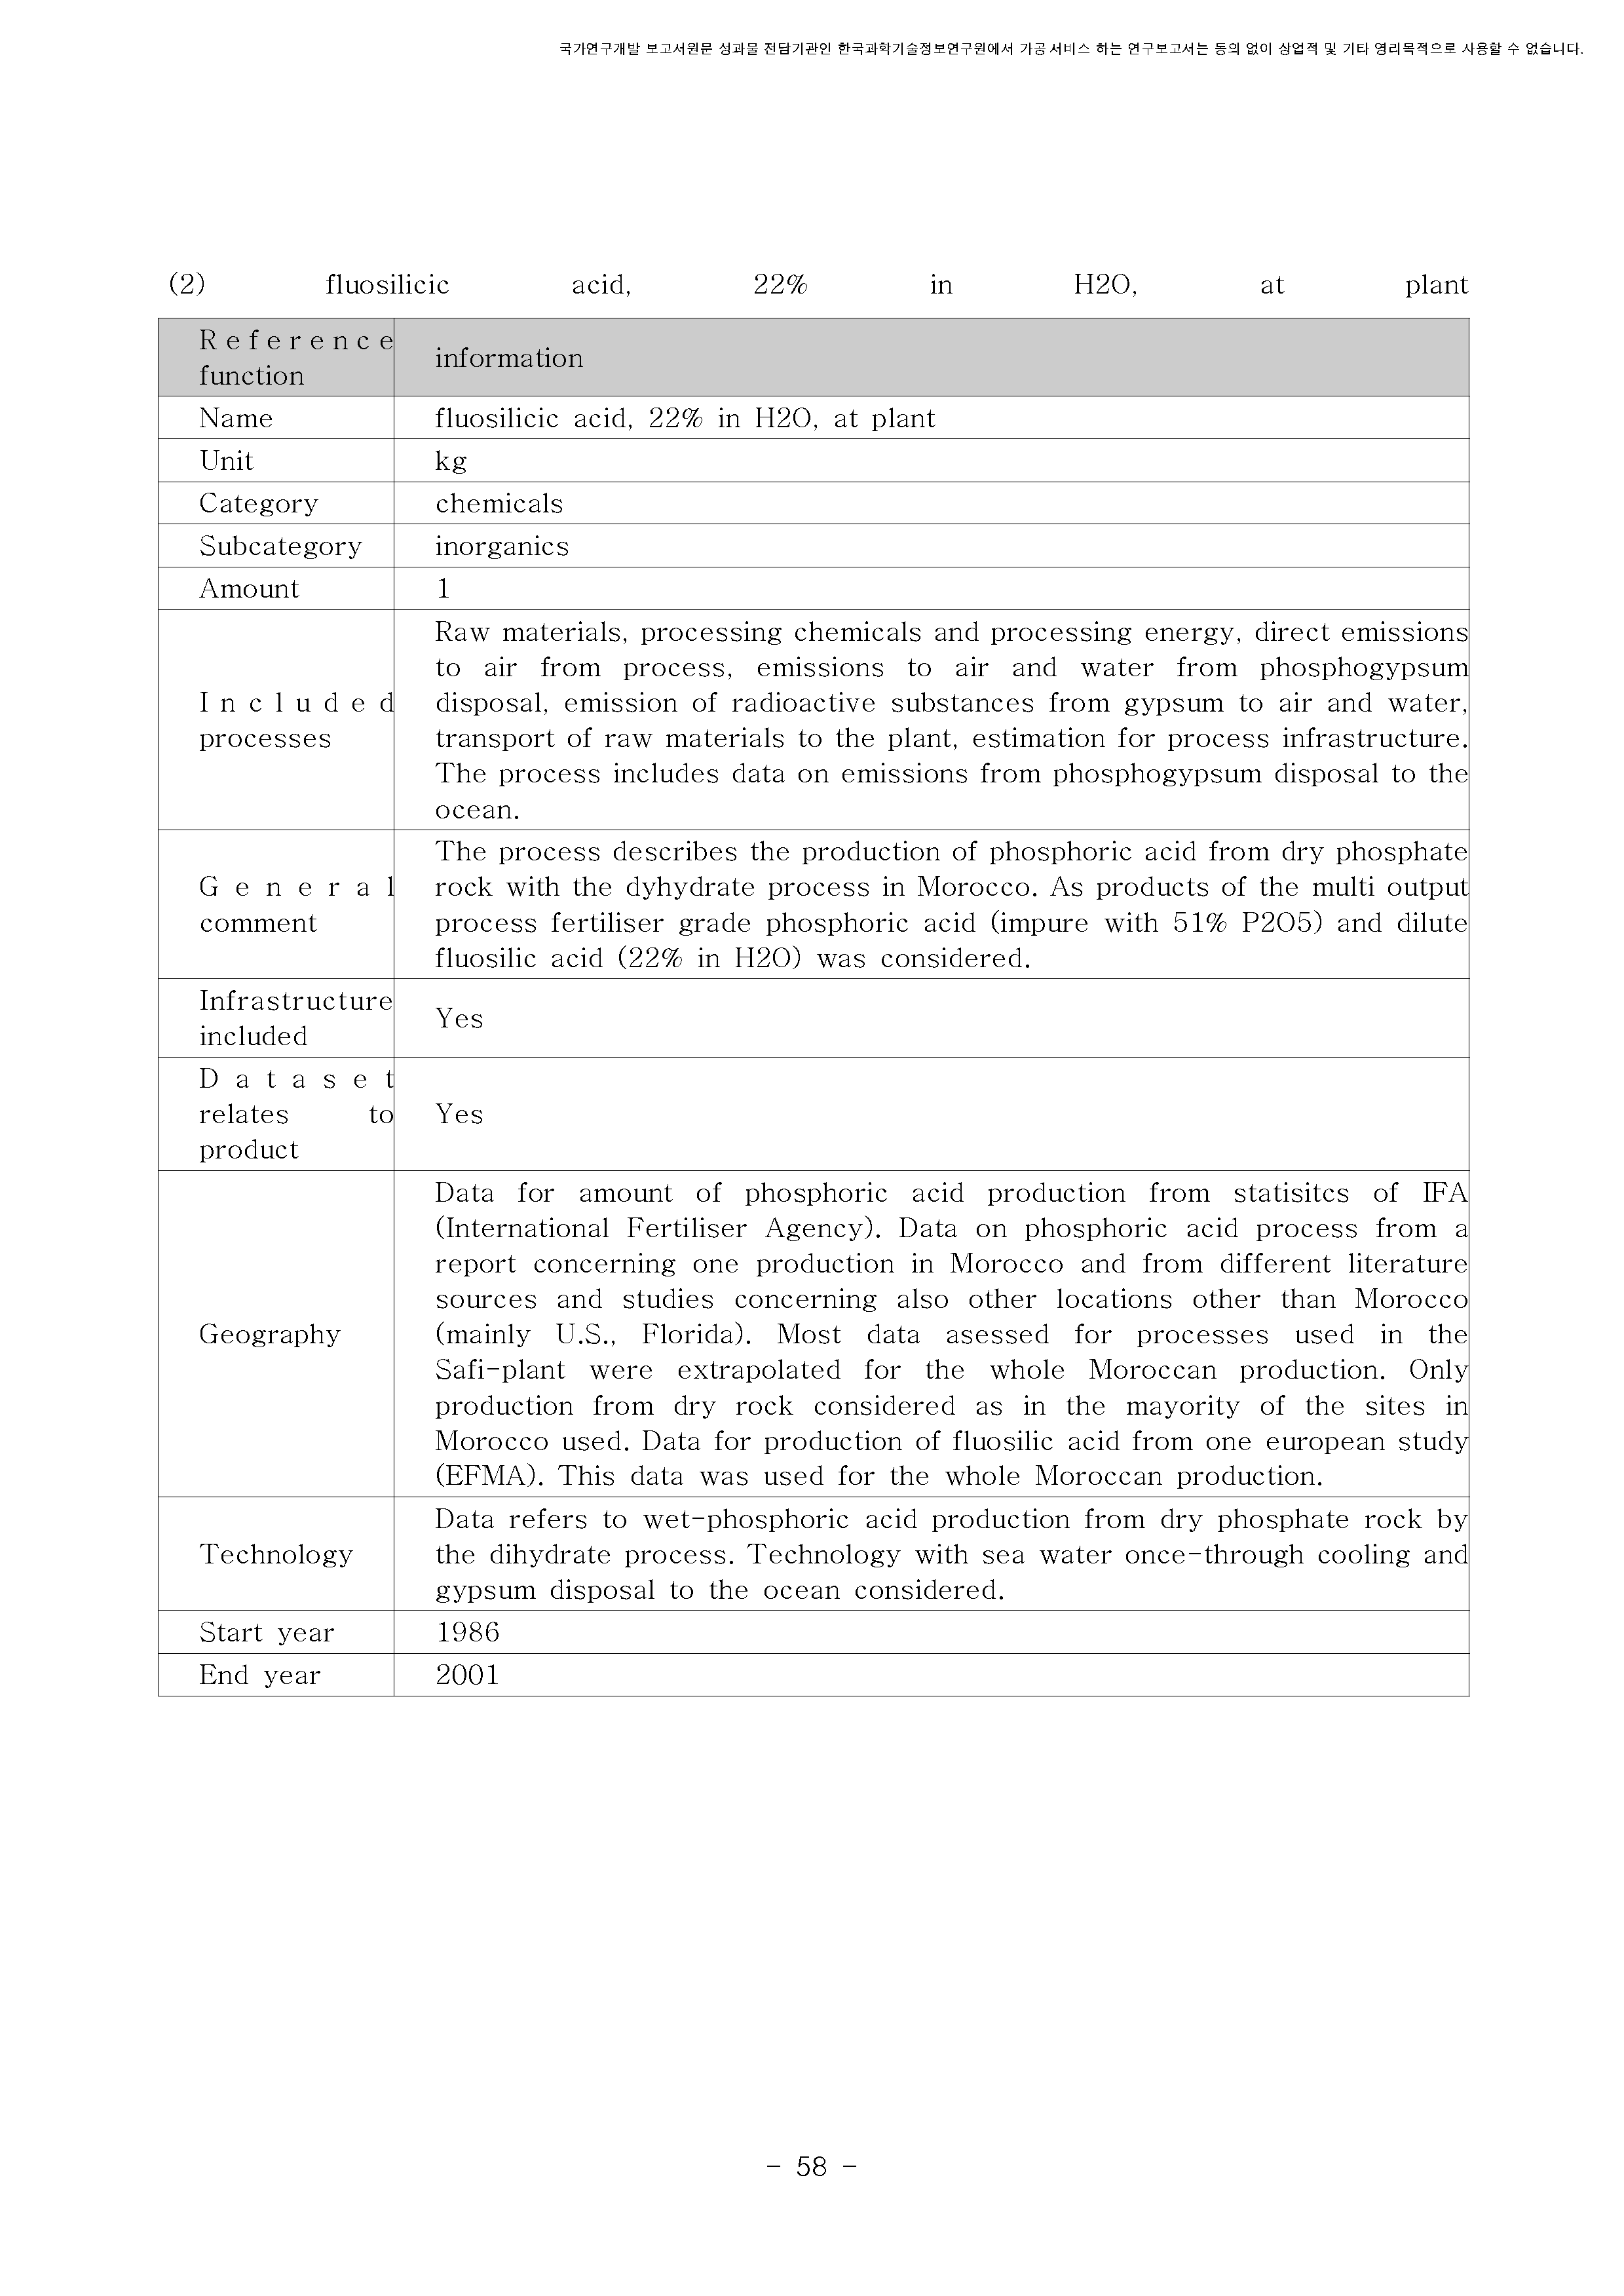 국가연구개발 보고서원문 성과물 전담기관인 한국과학기술정보연구원에서 가공·서비스 하는 연구보고서는 동의 없이 상업적 및 기타 영리목적으로 사용할 수 없습니다.
(2) fluosilicic acid, 22% in H2O, at plant
Reference
function
information
Name
fluosilicic acid, 22% in H2O, at plant
Unit
kg
Category
chemicals
Subcategory
inorganics
Amount
1
Included
processes
Raw materials, processing chemicals and processing energy, direct emissions
to air from process, emissions to air and water from phosphogypsum
disposal, emission of radioactive substances from gypsum to air and water,
transport of raw materials to the plant, estimation for process infrastructure.
The process includes data on emissions from phosphogypsum disposal to the
ocean.
General
comment
The process describes the production of phosphoric acid from dry phosphate
rock with the dyhydrate process in Morocco. As products of the multi output
process fertiliser grade phosphoric acid (impure with 51% P2O5) and dilute
fluosilic acid (22% in H2O) was considered.
Infrastructure
included
Yes
Dataset
relates to
product
Yes
Geography
Data for amount of phosphoric acid production from statisitcs of IFA
(International Fertiliser Agency). Data on phosphoric acid process from a
report concerning one production in Morocco and from different literature
sources and studies concerning also other locations other than Morocco
(mainly U.S., Florida). Most data asessed for processes used in the
Safi-plant were extrapolated for the whole Moroccan production. Only
production from dry rock considered as in the mayority of the sites in
Morocco used. Data for production of fluosilic acid from one european study
(EFMA). This data was used for the whole Moroccan production.
Technology
Data refers to wet-phosphoric acid production from dry phosphate rock by
the dihydrate process. Technology with sea water once-through cooling and
gypsum disposal to the ocean considered.
Start year
1986
End year
2001
- 58 -